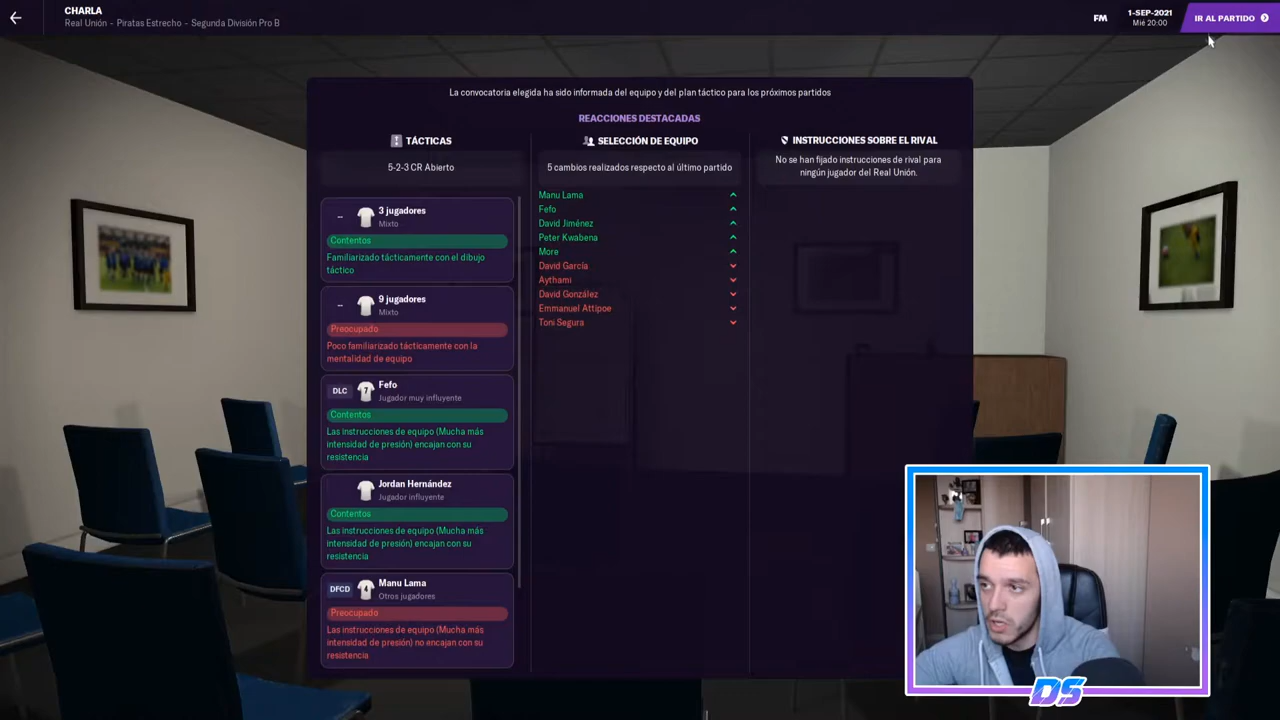 CHARLA
Real Unión - Piratas Estrecho - Segunda División Pro B
FM
1-SEP-2021
Mié 20:00
IR AL PARTIDO
La convocatoria elegida ha sido informada del equipo y del plan táctico para los próximos partidos
REACCIONES DESTACADAS
TÁCTICAS
5-2-3 CR Abierto
3 jugadores
Mixto
Contentos
Familiarizado tácticamente con el dibujo
táctico
9 jugadores
Mixto
Preocupado
Poco familiarizado tácticamente con la
mentalidad de equipo
DLC
7
Fefo
Jugador muy influyente
Contentos
Las instrucciones de equipo (Mucha más
intensidad de presión) encajan con su
resistencia
Jordan Hernández
Jugador influyente
Contentos
Las instrucciones de equipo (Mucha más
intensidad de presión) encajan con su
resistencia
DFCD
4
Manu Lama
Otros jugadores
Preocupado
Las instrucciones de equipo (Mucha más
intensidad de presión) no encajan con su
resistencia
SELECCIÓN DE EQUIPO
5 cambios realizados respecto al último partido
Manu Lama
Fefo
David Jiménez
Peter Kwabena
More
David García
Aythami
David González
Emmanuel Attipoe
Toni Segura
INSTRUCCIONES SOBRE EL RIVAL
No se han fijado instrucciones de rival para
ningún jugador del Real Unión.
DS